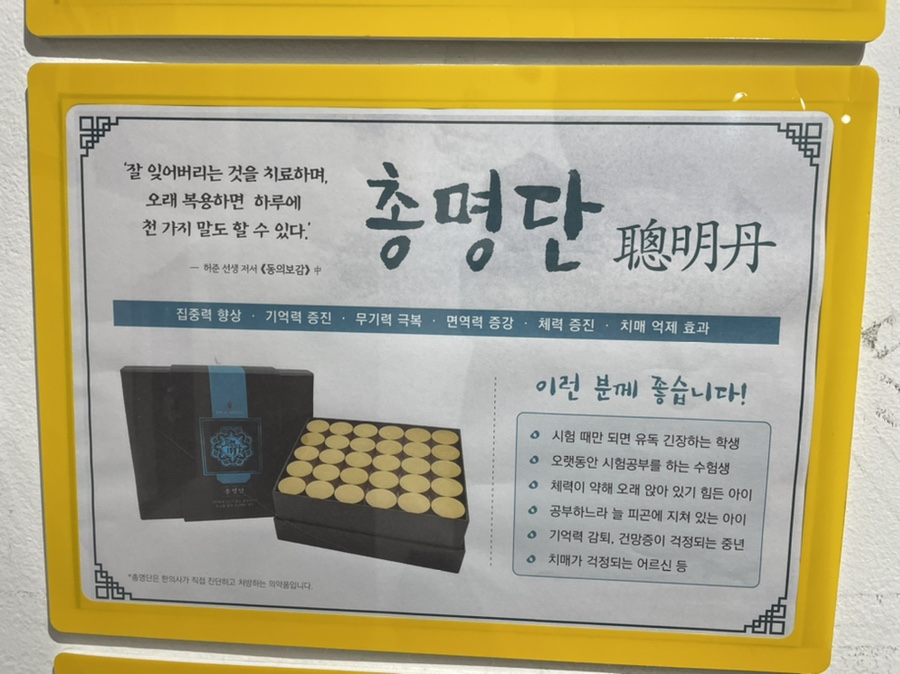 '잘 잊어버리는 것을 치료하며,
오래 복용하면 하루에
천 가지 말도 할 수 있다.'
— 허준 선생 저서 《동의보감》 中
총명단 聰明丹
집중력 향상 · 기억력 증진 · 무기력 극복 · 면역력 증강 · 체력 증진 · 치매 억제 효과
총명단
이런 분께 좋습니다!
시험 때만 되면 유독 긴장하는 학생
오랫동안 시험공부를 하는 수험생
체력이 약해 오래 앉아 있기 힘든 아이
공부하느라 늘 피곤에 지쳐 있는 아이
기억력 감퇴, 건망증이 걱정되는 중년
치매가 걱정되는 어르신 등
*총명단은 한의사가 직접 진단하고 처방하는 의약품입니다.